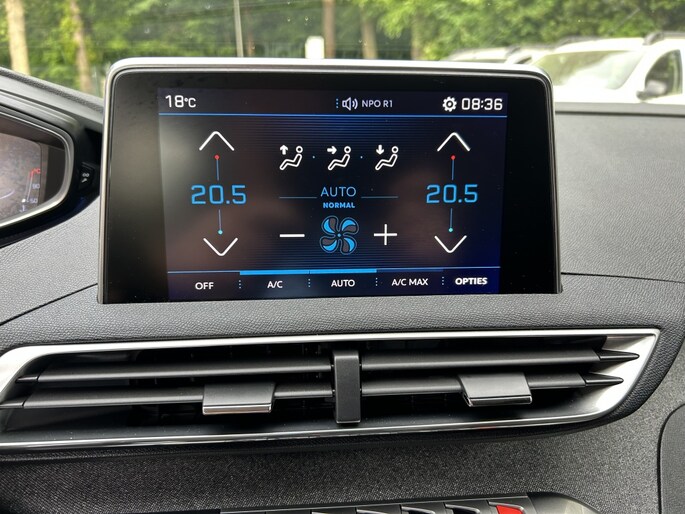 18°C NPO R1 08:36
AUTO
20.5 20.5
NORMAL
OFF A/C AUTO A/C MAX OPTIES